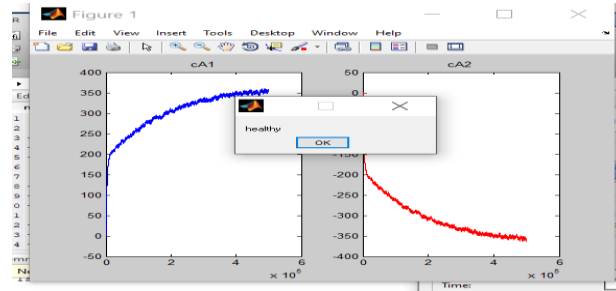 Figure 1
File Edit View Insert Tools Desktop Window Help
cA1
400
350
300
250
200
150
100
50
0
-50
0 2 4 6
x 10^5
cA2
50
0
-150
-200
-250
-300
-350
-400
0 2 4 6
x 10^5
healthy
OK
Time: